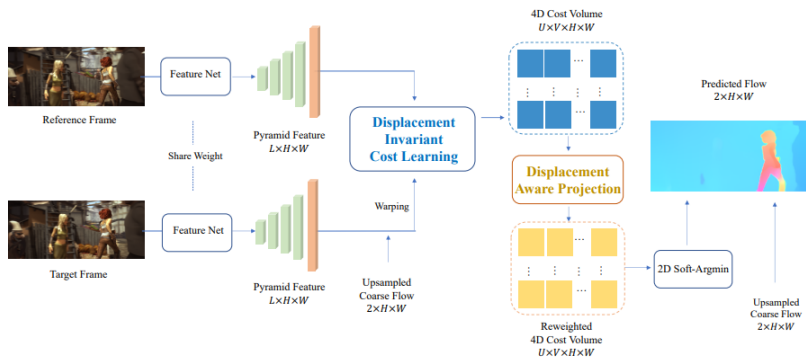 Reference Frame
Feature Net
Pyramid Feature
L×H×W
Share Weight
Target Frame
Feature Net
Pyramid Feature
L×H×W
Displacement
Invariant
Cost Learning
Warping
Upsampled
Coarse Flow
2×H×W
4D Cost Volume
U×V×H×W
...
⋮
⋮
⋮
...
Displacement
Aware Projection
...
⋮
⋮
⋮
...
Reweighted
4D Cost Volume
U×V×H×W
2D Soft-Argmin
Predicted Flow
2×H×W
Upsampled
Coarse Flow
2×H×W